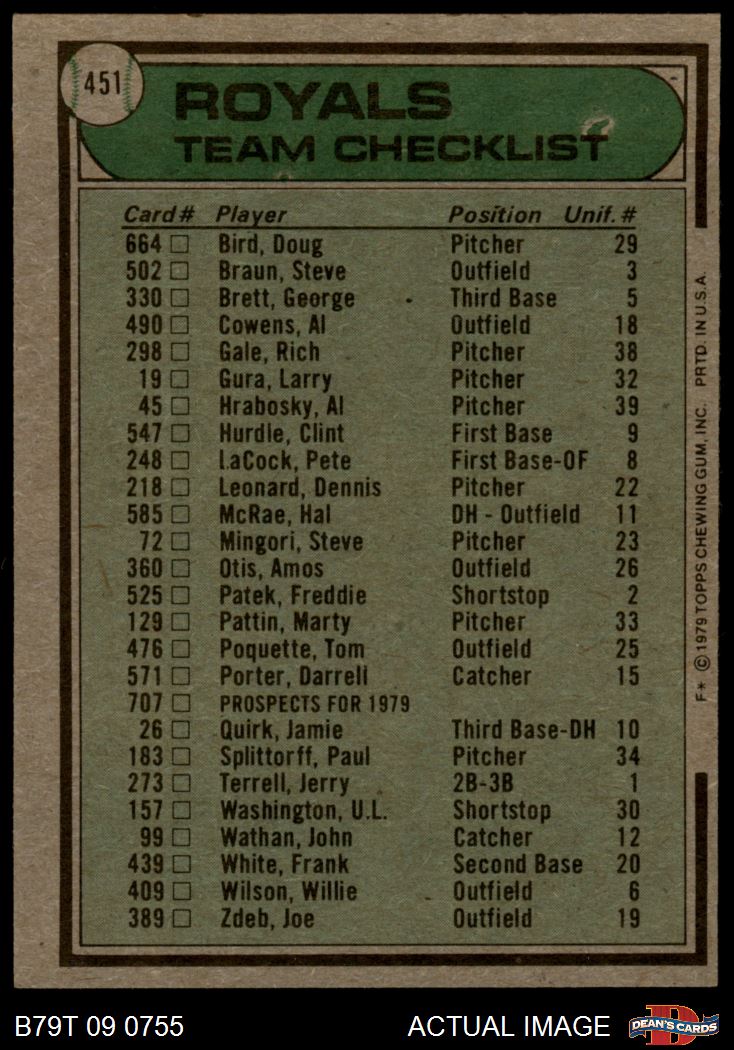 451
ROYALS
TEAM CHECKLIST
Card # Player Position Unif. #
664 Bird, Doug Pitcher 29
502 Braun, Steve Outfield 3
330 Brett, George Third Base 5
490 Cowens, Al Outfield 18
298 Gale, Rich Pitcher 38
19 Gura, Larry Pitcher 32
45 Hrabosky, Al Pitcher 39
547 Hurdle, Clint First Base 9
248 LaCock, Pete First Base-OF 8
218 Leonard, Dennis Pitcher 22
585 McRae, Hal DH - Outfield 11
72 Mingori, Steve Pitcher 23
360 Otis, Amos Outfield 26
525 Patek, Freddie Shortstop 2
129 Pattin, Marty Pitcher 33
476 Poquette, Tom Outfield 25
571 Porter, Darrell Catcher 15
707 PROSPECTS FOR 1979
26 Quirk, Jamie Third Base-DH 10
183 Splittorff, Paul Pitcher 34
273 Terrell, Jerry 2B-3B 1
157 Washington, U.L. Shortstop 30
99 Wathan, John Catcher 12
439 White, Frank Second Base 20
409 Wilson, Willie Outfield 6
389 Zdeb, Joe Outfield 19
F* © 1979 TOPPS CHEWING GUM, INC. PRTD. IN U.S.A.
B79T 09 0755 ACTUAL IMAGE D DEAN'S CARDS